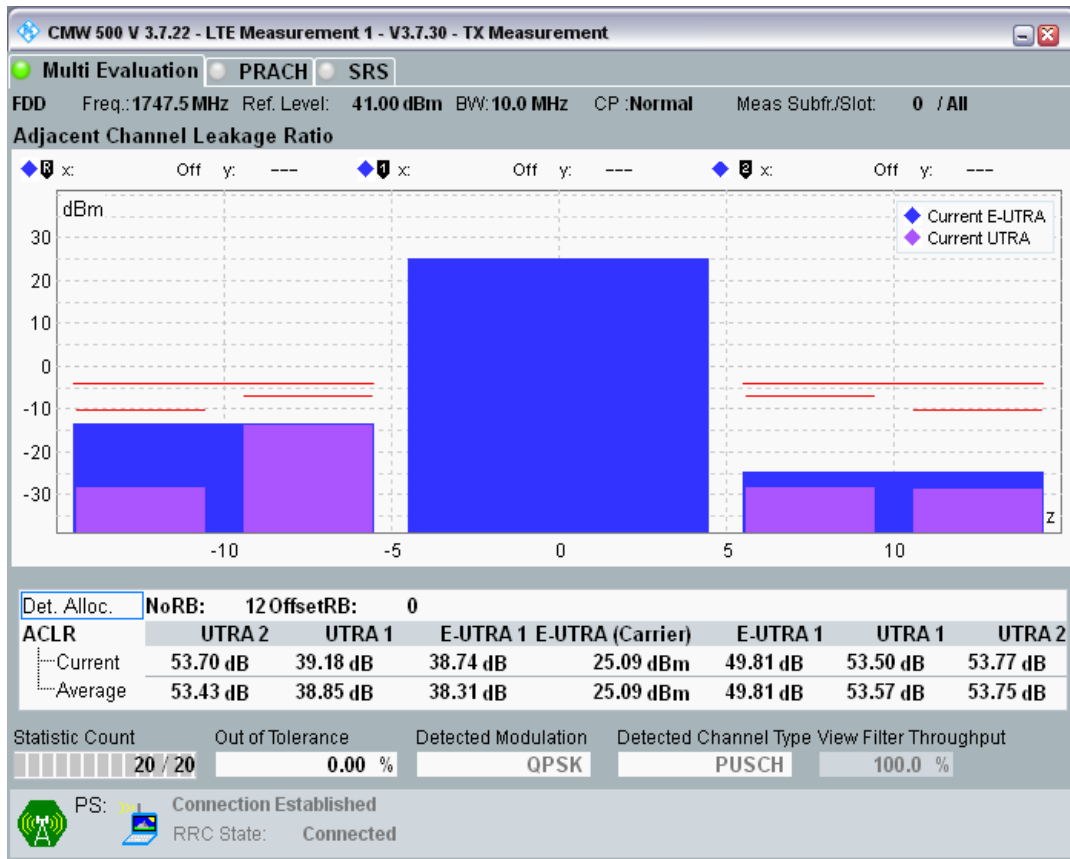 CMW 500 V 3.7.22 - LTE Measurement 1 - V3.7.30 - TX Measurement
Multi Evaluation PRACH SRS
FDD Freq.: 1747.5 MHz Ref. Level: 41.00 dBm BW: 10.0 MHz CP :Normal Meas Subfr./Slot: 0 / All
Adjacent Channel Leakage Ratio
R x: Off y: --- 1 x: Off y: --- 2 x: Off y: ---
dBm
Current E-UTRA
Current UTRA
30
20
10
0
-10
-20
-30
z
-10 -5 0 5 10
Det. Alloc. NoRB: 12 OffsetRB: 0
ACLR UTRA 2 UTRA 1 E-UTRA 1 E-UTRA (Carrier) E-UTRA 1 UTRA 1 UTRA 2
Current 53.70 dB 39.18 dB 38.74 dB 25.09 dBm 49.81 dB 53.50 dB 53.77 dB
Average 53.43 dB 38.85 dB 38.31 dB 25.09 dBm 49.81 dB 53.57 dB 53.75 dB
Statistic Count Out of Tolerance Detected Modulation Detected Channel Type View Filter Throughput
20 / 20 0.00 % QPSK PUSCH 100.0 %
PS: Connection Established
RRC State: Connected